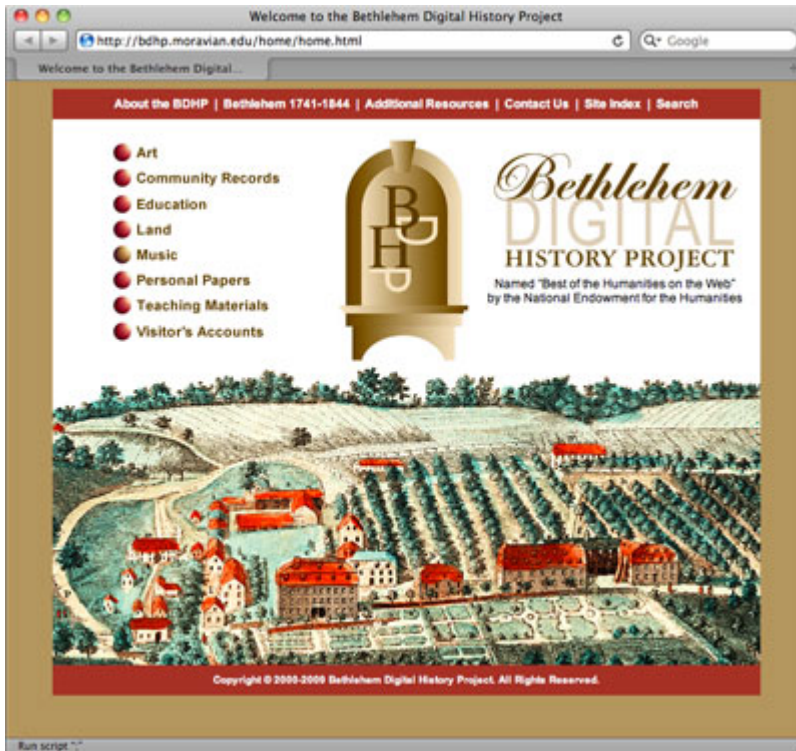 Welcome to the Bethlehem Digital History Project
http://bdhp.moravian.edu/home/home.html
Google
Welcome to the Bethlehem Digital...
About the BDHP | Bethlehem 1741-1844 | Additional Resources | Contact Us | Site Index | Search
Art
Community Records
Education
Land
Music
Personal Papers
Teaching Materials
Visitor's Accounts
B
D
H
P
Bethlehem
DIGITAL
HISTORY PROJECT
Named "Best of the Humanities on the Web"
by the National Endowment for the Humanities
Copyright © 2000-2009 Bethlehem Digital History Project. All Rights Reserved.
Run script ";"